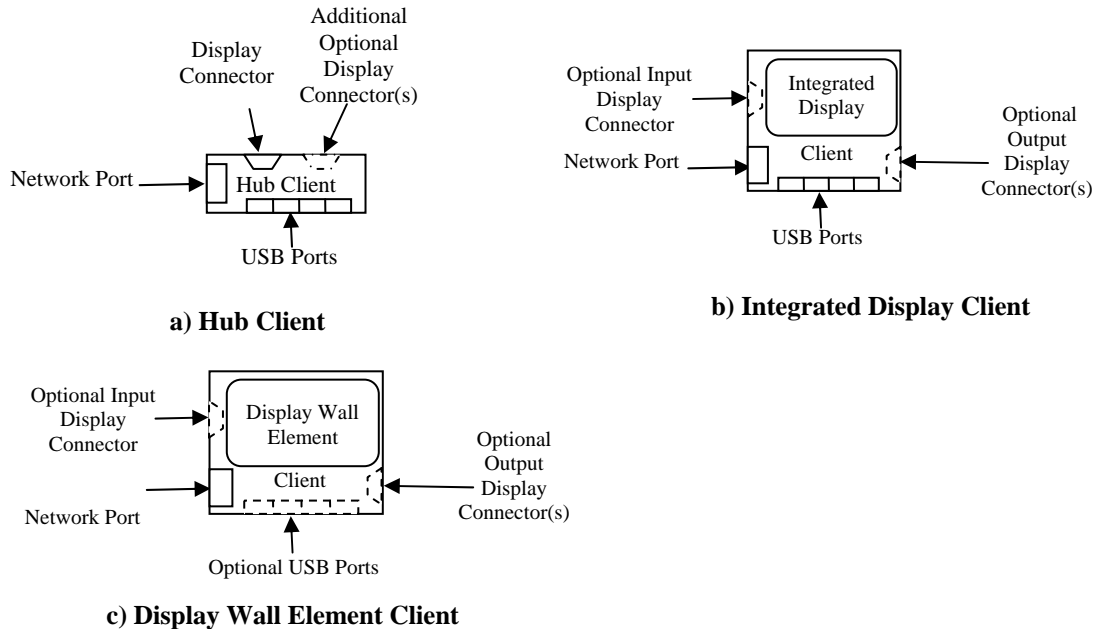 Display
Connector
Additional
Optional
Display
Connector(s)
Network Port
Hub Client
USB Ports
a) Hub Client
Optional Input
Display
Connector
Integrated
Display
Network Port
Client
Optional
Output
Display
Connector(s)
USB Ports
b) Integrated Display Client
Optional Input
Display
Connector
Display Wall
Element
Client
Optional
Output
Display
Connector(s)
Network Port
Optional USB Ports
c) Display Wall Element Client